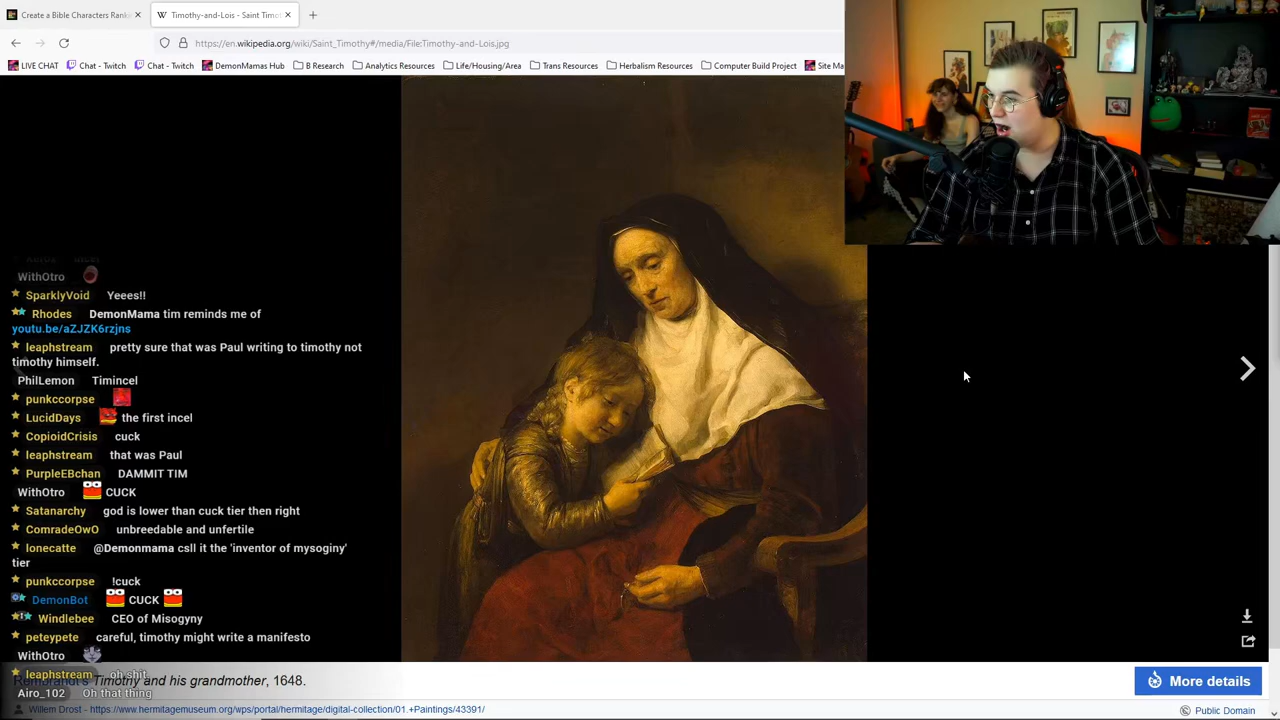 Create a Bible Characters Rank
Timothy-and-Lois - Saint Timot
https://en.wikipedia.org/wiki/Saint_Timothy#/media/File:Timothy-and-Lois.jpg
LIVE CHAT Chat - Twitch Chat - Twitch DemonMamas Hub B Research Analytics Resources Life/Housing/Area Trans Resources Herbalism Resources Computer Build Project Site Ma
WithOtro
SparklyVoid Yeees!!
Rhodes DemonMama tim reminds me of
youtu.be/aZJZK6rzjns
leaphstream pretty sure that was Paul writing to timothy not
timothy himself.
PhilLemon Timincel
punkccorpse
LucidDays the first incel
CopioidCrisis cuck
leaphstream that was Paul
PurpleEBchan DAMMIT TIM
WithOtro CUCK
Satanarchy god is lower than cuck tier then right
ComradeOwO unbreedable and unfertile
lonecatte @Demonmama csll it the 'inventor of mysoginy'
tier
punkccorpse !cuck
DemonBot CUCK
Windlebee CEO of Misogyny
peteypete careful, timothy might write a manifesto
WithOtro
leaphstream oh shit
Rembrandt's Timothy and his grandmother, 1648.
More details
Airo_102 Oh that thing
Willem Drost - https://www.hermitagemuseum.org/wps/portal/hermitage/digital-collection/01.+Paintings/43391/
Public Domain